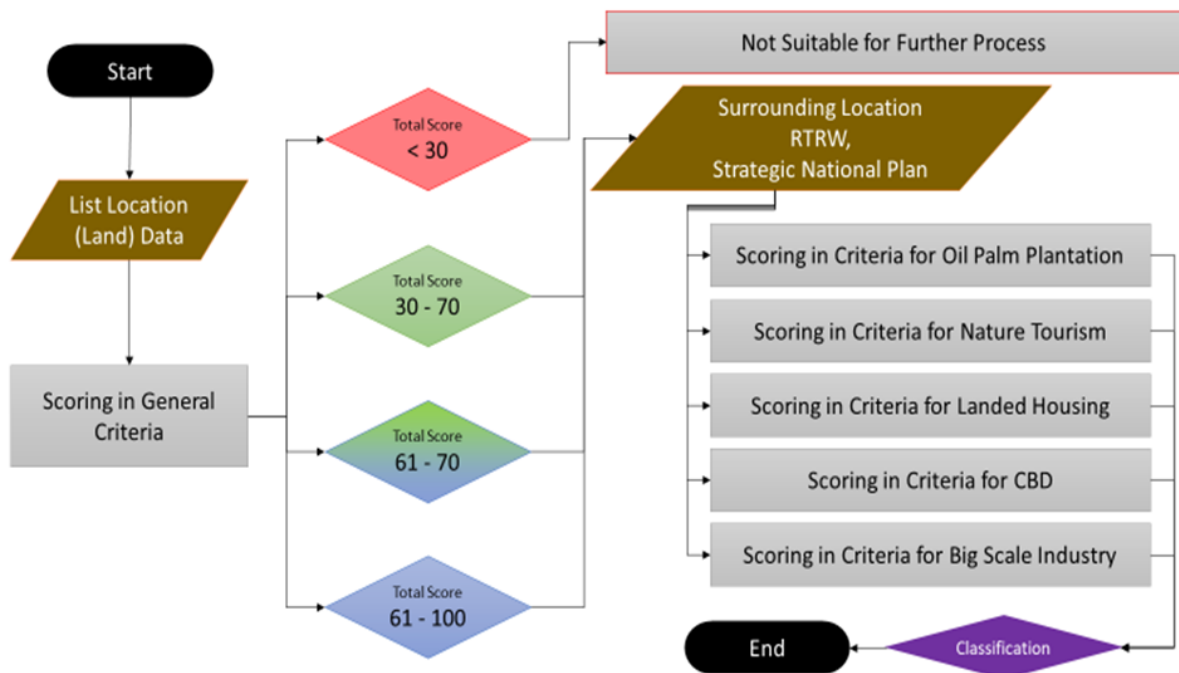 Start
List Location
(Land) Data
Scoring in General
Criteria
Total Score
< 30
Total Score
30 - 70
Total Score
61 - 70
Total Score
61 - 100
Not Suitable for Further Process
Surrounding Location
RTRW,
Strategic National Plan
Scoring in Criteria for Oil Palm Plantation
Scoring in Criteria for Nature Tourism
Scoring in Criteria for Landed Housing
Scoring in Criteria for CBD
Scoring in Criteria for Big Scale Industry
Classification
End